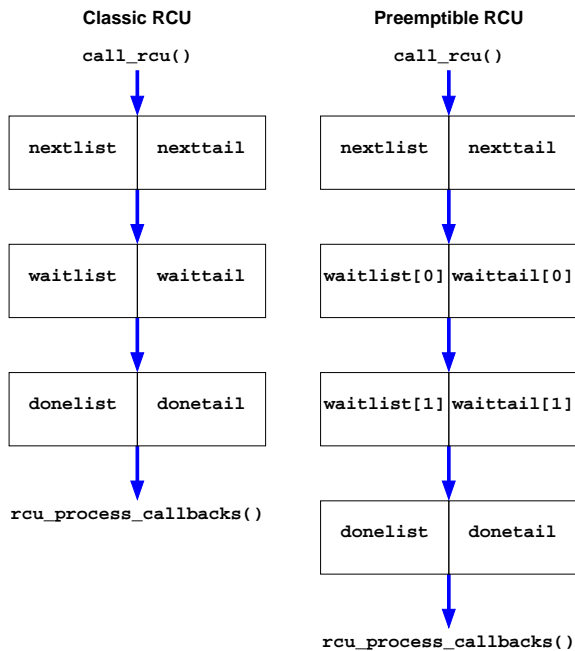 Classic RCU
call_rcu()
nextlist nexttail
waitlist waittail
donelist donetail
rcu_process_callbacks()
Preemptible RCU
call_rcu()
nextlist nexttail
waitlist[0] waittail[0]
waitlist[1] waittail[1]
donelist donetail
rcu_process_callbacks()